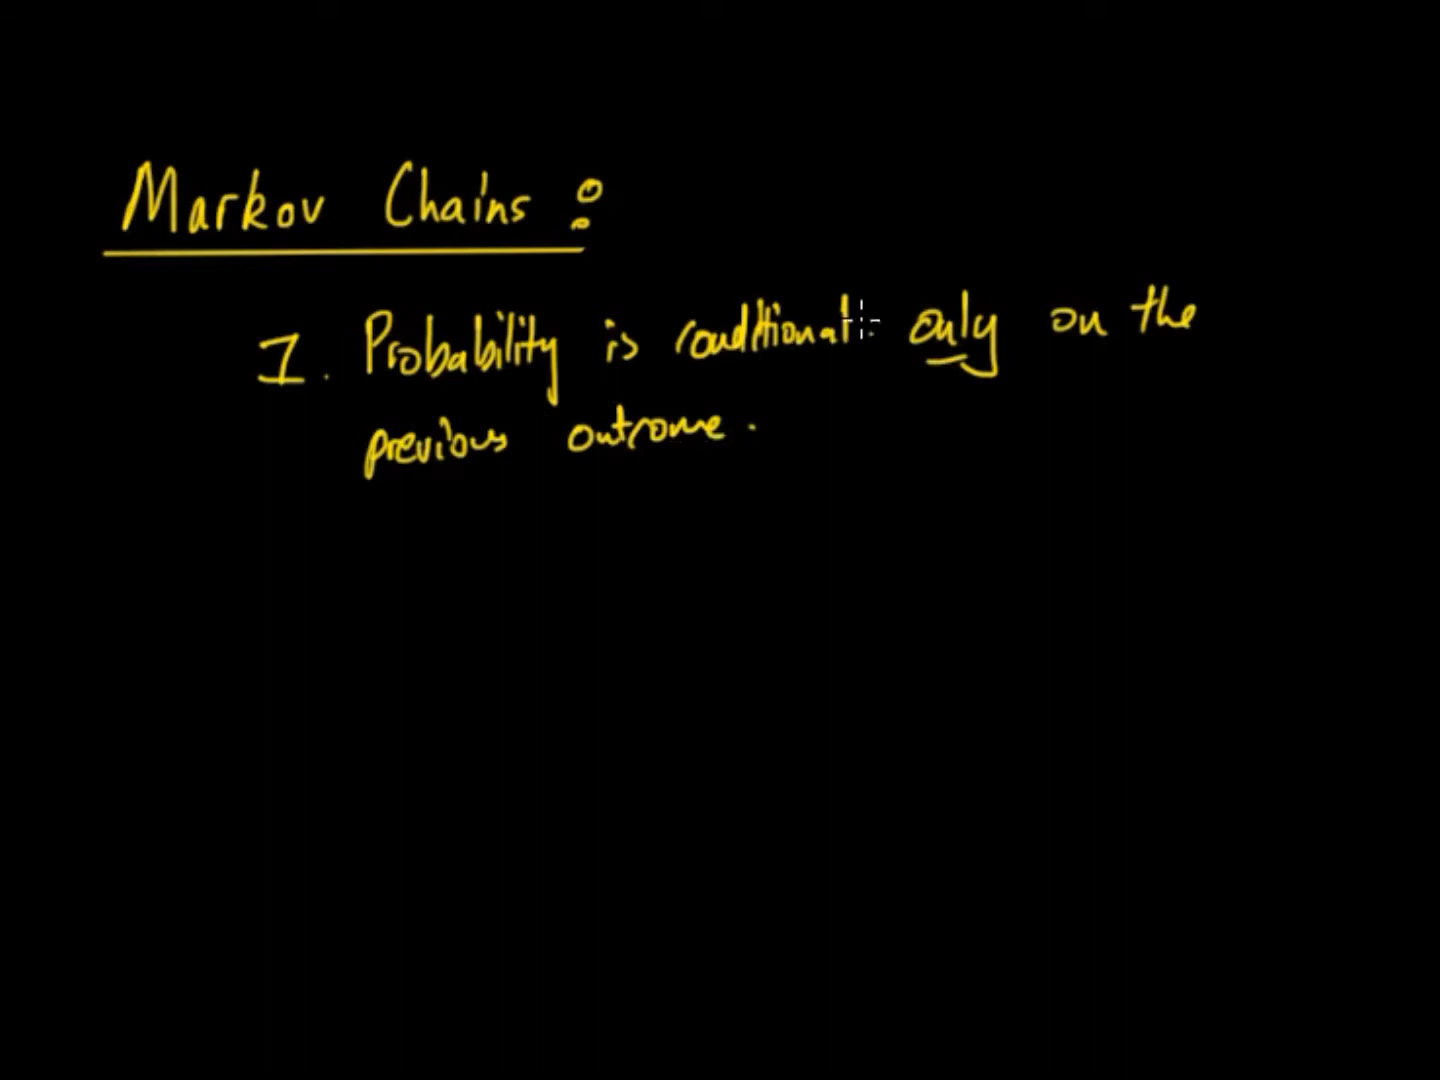 Markov Chains :
1. Probability is conditional only on the
previous outcome.